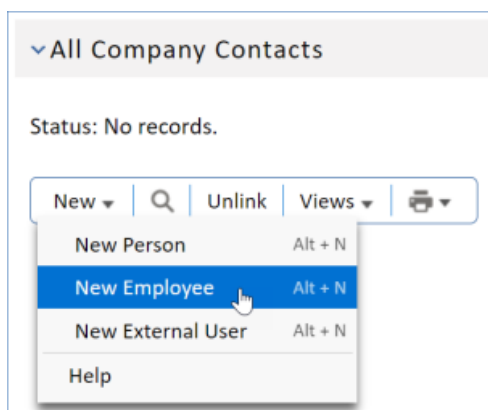 All Company Contacts
Status: No records.
New Unlink Views
New Person Alt + N
New Employee Alt + N
New External User Alt + N
Help